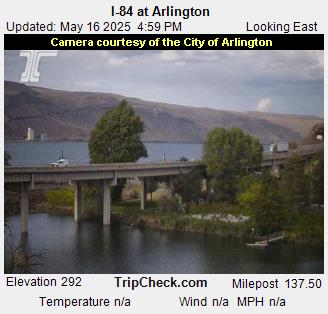 I-84 at Arlington
Updated: May 16 2025 4:59 PM Looking East
Camera courtesy of the City of Arlington
Elevation 292 TripCheck.com Milepost 137.50
Temperature n/a Wind n/a MPH n/a